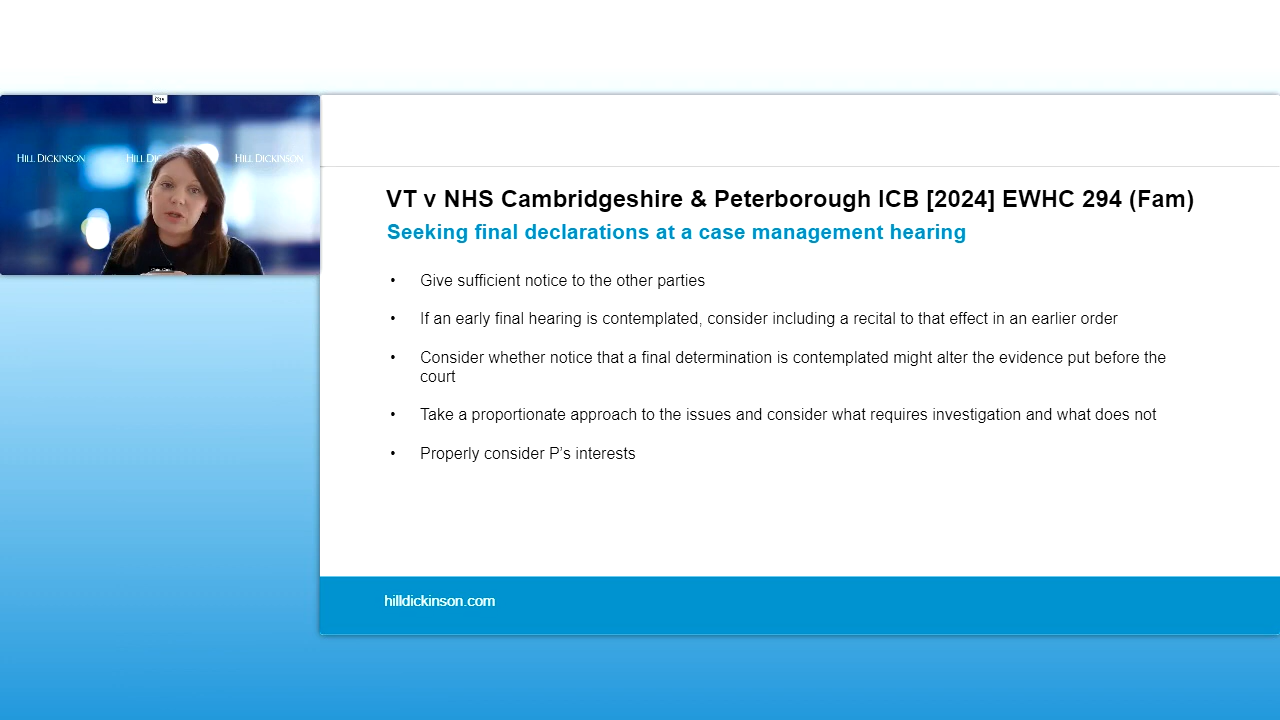 HILL DICKINSON HILL DIC HILL DICKINSON
VT v NHS Cambridgeshire & Peterborough ICB [2024] EWHC 294 (Fam)
Seeking final declarations at a case management hearing
• Give sufficient notice to the other parties
• If an early final hearing is contemplated, consider including a recital to that effect in an earlier order
• Consider whether notice that a final determination is contemplated might alter the evidence put before the
court
• Take a proportionate approach to the issues and consider what requires investigation and what does not
• Properly consider P’s interests
hilldickinson.com